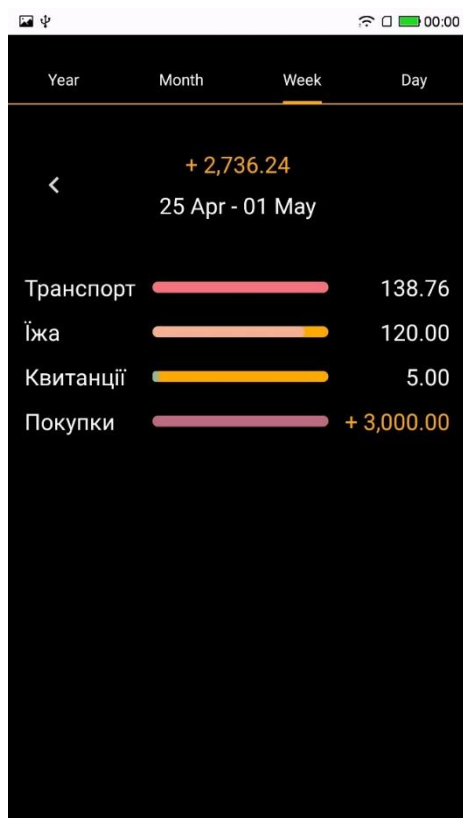 00:00
Year Month Week Day
+ 2,736.24
25 Apr - 01 May
Транспорт 138.76
Їжа 120.00
Квитанції 5.00
Покупки + 3,000.00